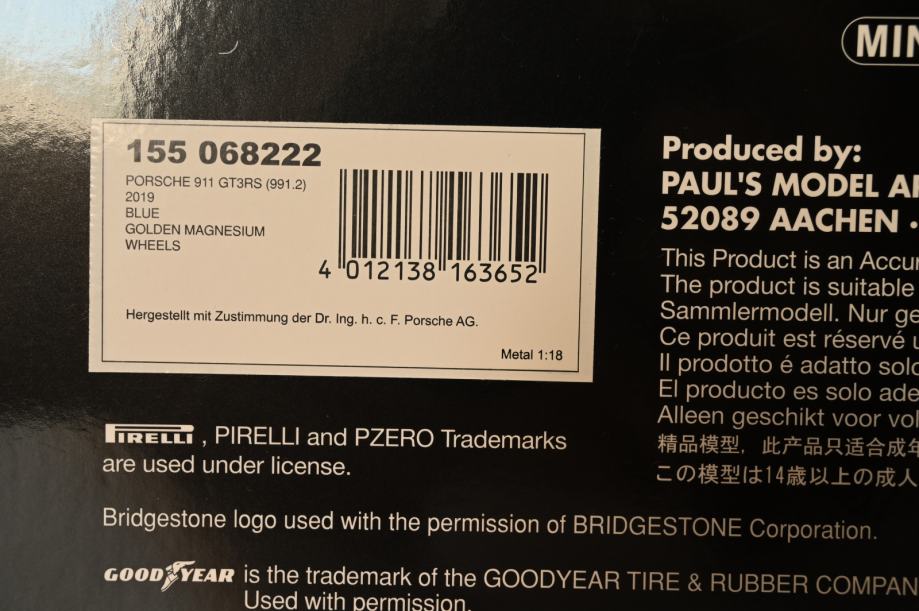 MIN
155 068222
PORSCHE 911 GT3RS (991.2)
2019
BLUE
GOLDEN MAGNESIUM
WHEELS
4 012138 163652
Hergestellt mit Zustimmung der Dr. Ing. h. c. F. Porsche AG.
Metal 1:18
Produced by:
PAUL'S MODEL A
52089 AACHEN ·
This Product is an Accur
The product is suitable
Sammlermodell. Nur ge
Ce produit est réservé u
Il prodotto é adatto solo
El producto es solo ade
Alleen geschikt voor vol
精品模型，此产品只适合成年
この模型は14歳以上の成人
PIRELLI , PIRELLI and PZERO Trademarks
are used under license.
Bridgestone logo used with the permission of BRIDGESTONE Corporation.
GOODYEAR is the trademark of the GOODYEAR TIRE & RUBBER COMPAN
Used with permission.